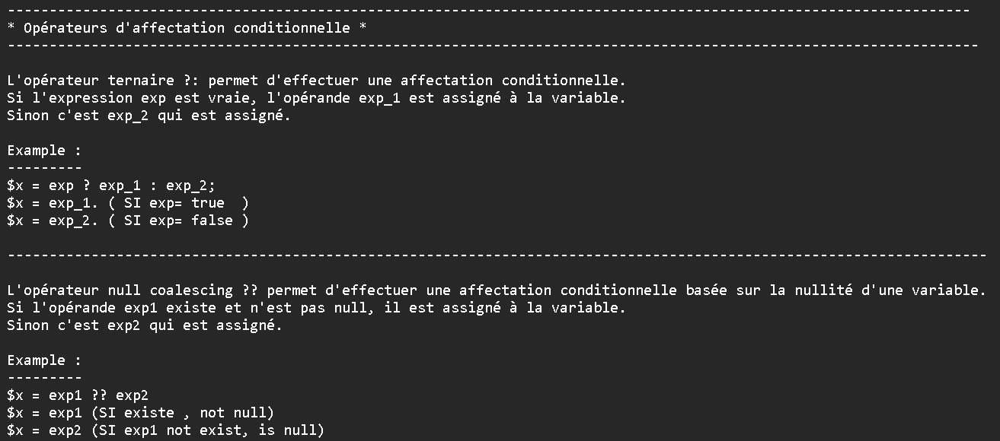 -------------------------------------------------------------------------------------------------------------------
* Opérateurs d'affectation conditionnelle *
--------------------------------------------------------------------------------------------------------------------
L'opérateur ternaire ?: permet d'effectuer une affectation conditionnelle.
Si l'expression exp est vraie, l'opérande exp_1 est assigné à la variable.
Sinon c'est exp_2 qui est assigné.
Example :
---------
$x = exp ? exp_1 : exp_2;
$x = exp_1. ( SI exp= true  )
$x = exp_2. ( SI exp= false )
---------------------------------------------------------------------------------------------------------------------
L'opérateur null coalescing ?? permet d'effectuer une affectation conditionnelle basée sur la nullité d'une variable.
Si l'opérande exp1 existe et n'est pas null, il est assigné à la variable.
Sinon c'est exp2 qui est assigné.
Example :
---------
$x = exp1 ?? exp2
$x = exp1 (SI existe , not null)
$x = exp2 (SI exp1 not exist, is null)